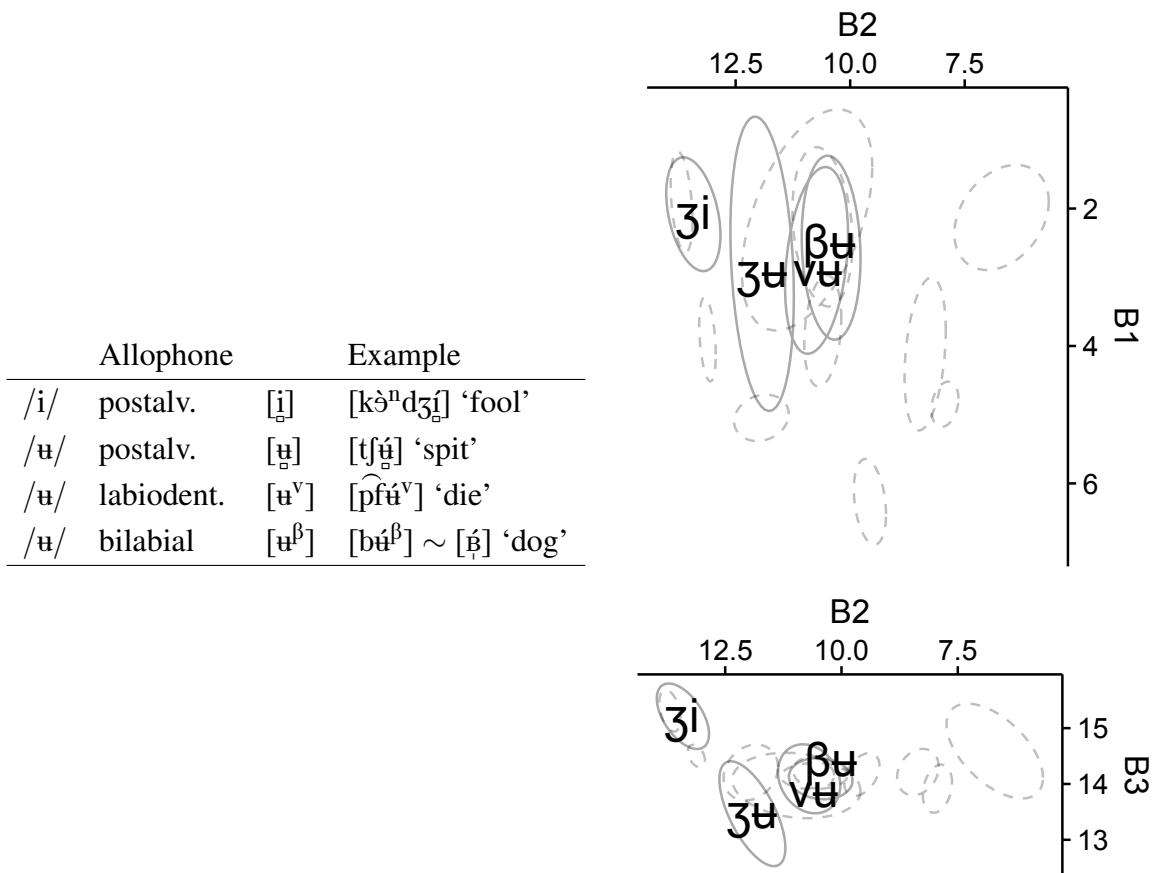 Allophone Example
/i/ postalv. [i̻] [kə̀ⁿdʒí̻] ‘fool’
/ʉ/ postalv. [ʉ̻] [tʃʉ̻́] ‘spit’
/ʉ/ labiodent. [ʉᵛ] [p͡fʉ́ᵛ] ‘die’
/ʉ/ bilabial [ʉᵝ] [bʉ́ᵝ] ∼ [ʙ̩́] ‘dog’
B2
12.5 10.0 7.5
ʒi
βʉ
ʒʉ vʉ
2
4
6
B1
B2
12.5 10.0 7.5
ʒi
βʉ
vʉ
ʒʉ
15
14
13
B3